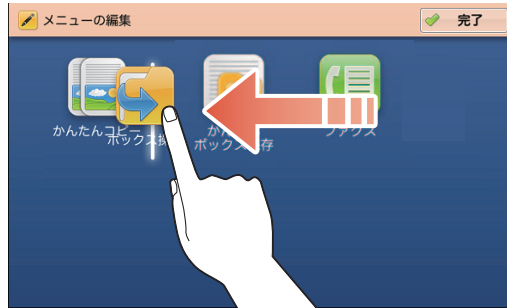 メニューの編集
完了
かんたんコピー
ボックス
かん
ボックス 存
ファクス